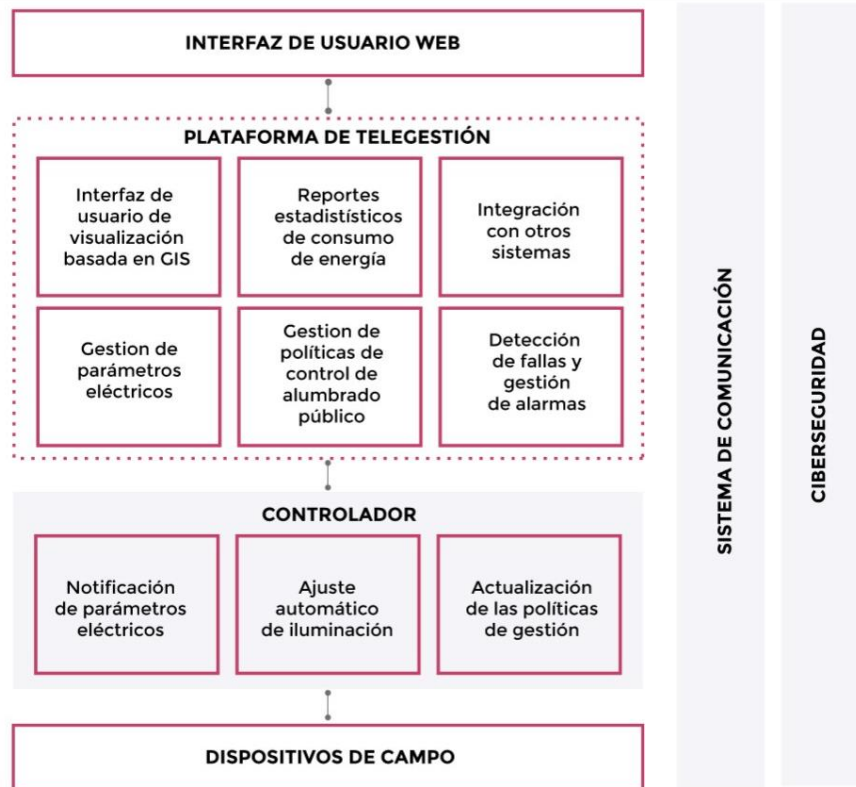 INTERFAZ DE USUARIO WEB
PLATAFORMA DE TELEGESTIÓN
Interfaz de
usuario de
visualización
basada en GIS
Reportes
estadistísticos
de consumo
de energía
Integración
con otros
sistemas
Gestion de
parámetros
eléctricos
Gestion de
políticas de
control de
alumbrado
público
Detección
de fallas y
gestión
de alarmas
CONTROLADOR
Notificación
de parámetros
eléctricos
Ajuste
automático
de iluminación
Actualización
de las políticas
de gestión
DISPOSITIVOS DE CAMPO
SISTEMA DE COMUNICACIÓN
CIBERSEGURIDAD